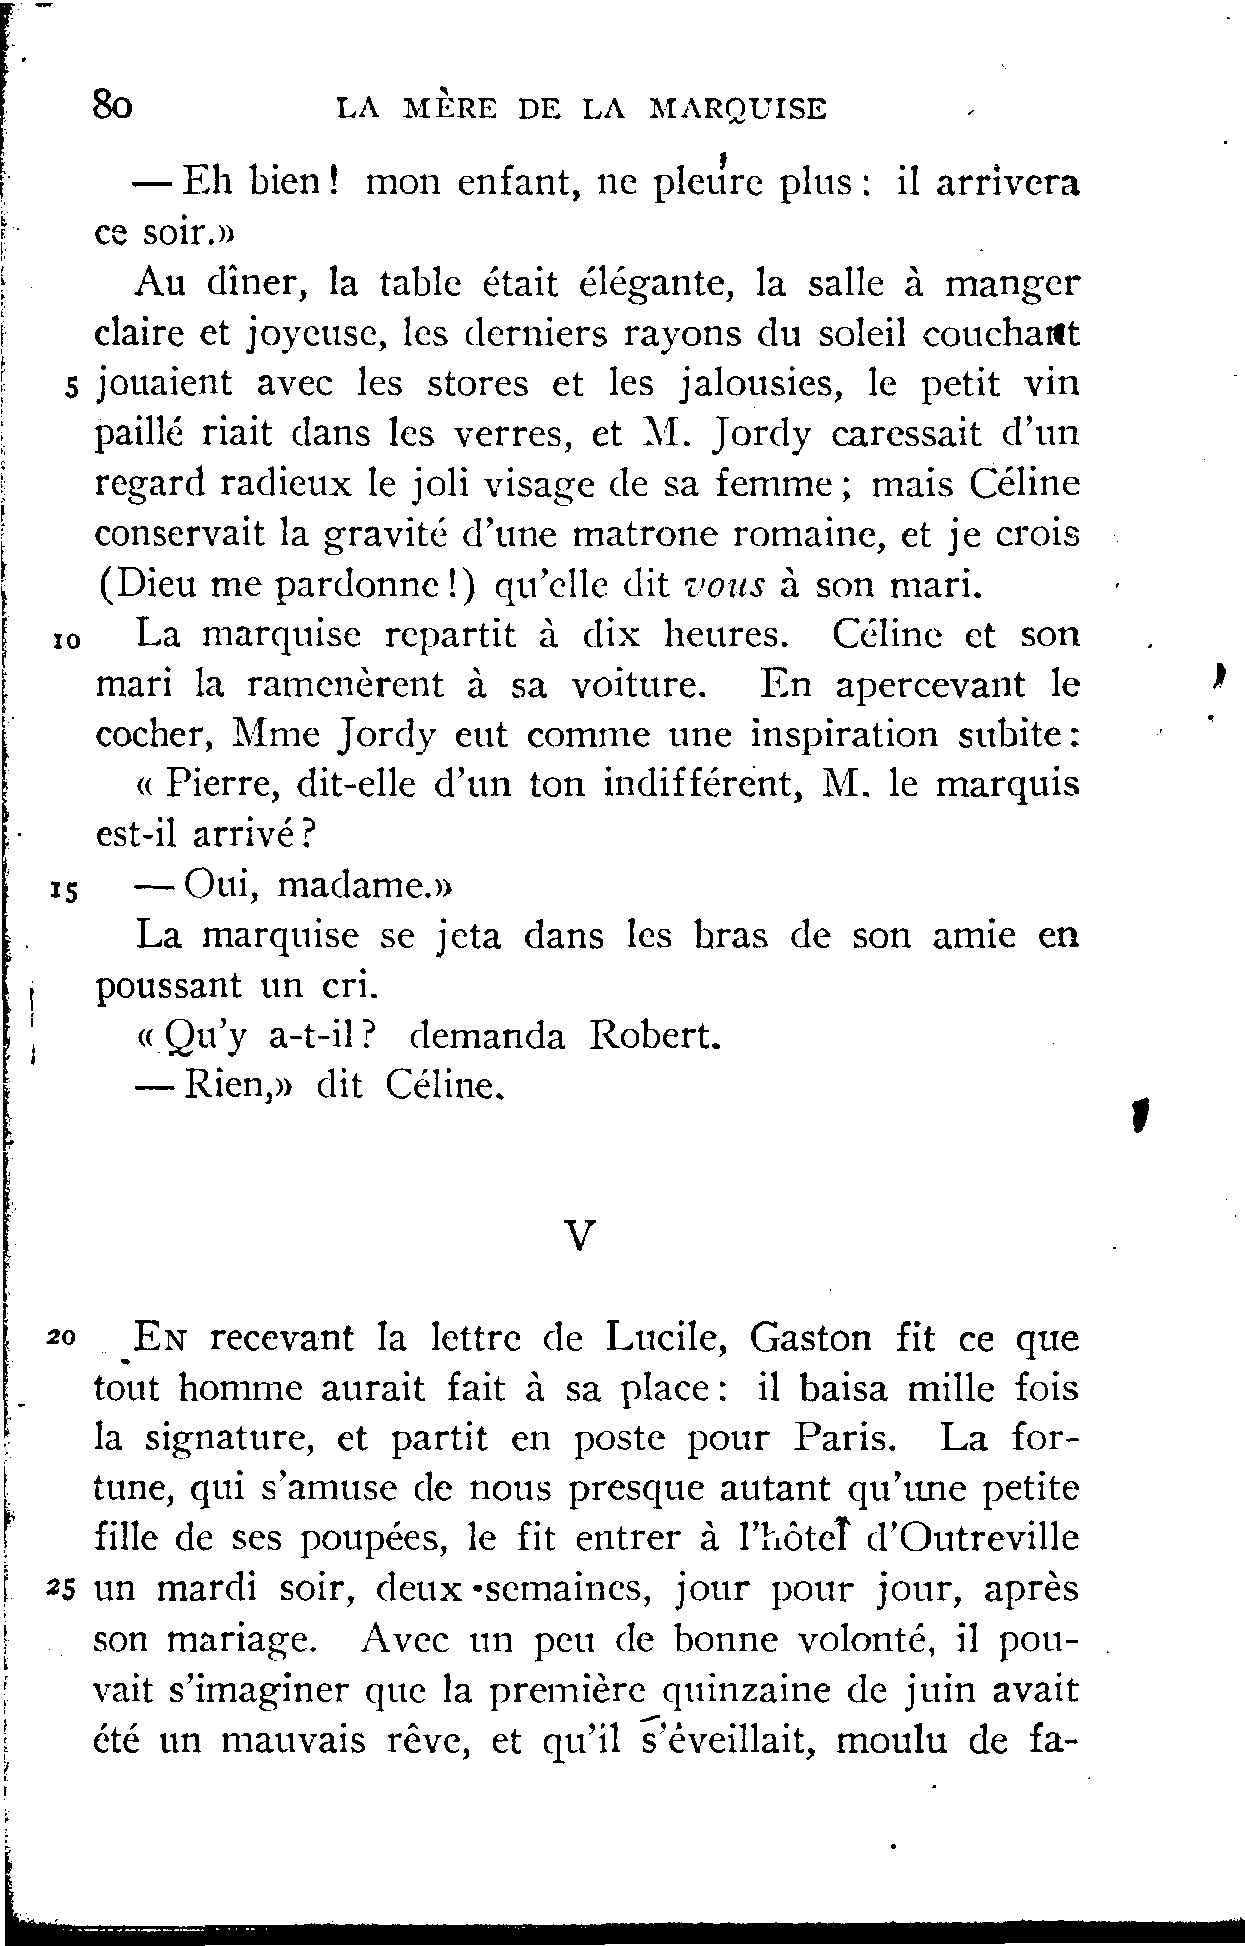 80 LA MÈRE DE LA MARQUISE
— Eh bien ! mon enfant, ne pleure plus : il arrivera
ce soir.»
Au dîner, la table était élégante, la salle à manger
claire et joyeuse, les derniers rayons du soleil couchant
5 jouaient avec les stores et les jalousies, le petit vin
paillé riait dans les verres, et M. Jordy caressait d'un
regard radieux le joli visage de sa femme ; mais Céline
conservait la gravité d'une matrone romaine, et je crois
(Dieu me pardonne !) qu'elle dit vous à son mari.
10 La marquise repartit à dix heures. Céline et son
mari la ramenèrent à sa voiture. En apercevant le
cocher, Mme Jordy eut comme une inspiration subite :
« Pierre, dit-elle d'un ton indifférent, M. le marquis
est-il arrivé ?
15 — Oui, madame.»
La marquise se jeta dans les bras de son amie en
poussant un cri.
« Qu'y a-t-il ? demanda Robert.
— Rien,» dit Céline.
V
20 EN recevant la lettre de Lucile, Gaston fit ce que
tout homme aurait fait à sa place : il baisa mille fois
la signature, et partit en poste pour Paris. La for-
tune, qui s'amuse de nous presque autant qu'une petite
fille de ses poupées, le fit entrer à l'hôtel d'Outreville
25 un mardi soir, deux semaines, jour pour jour, après
son mariage. Avec un peu de bonne volonté, il pou-
vait s'imaginer que la première quinzaine de juin avait
été un mauvais rêve, et qu'il s'éveillait, moulu de fa-